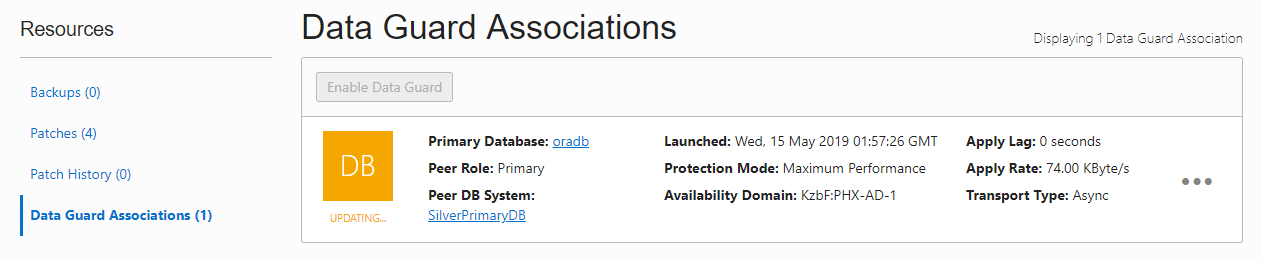 Resources
Backups (0)
Patches (4)
Patch History (0)
Data Guard Associations (1)
Data Guard Associations
Displaying 1 Data Guard Association
Enable Data Guard
DB
UPDATING...
Primary Database: oradb
Peer Role: Primary
Peer DB System:
SilverPrimaryDB
Launched: Wed, 15 May 2019 01:57:26 GMT
Protection Mode: Maximum Performance
Availability Domain: KzbF:PHX-AD-1
Apply Lag: 0 seconds
Apply Rate: 74.00 KByte/s
Transport Type: Async